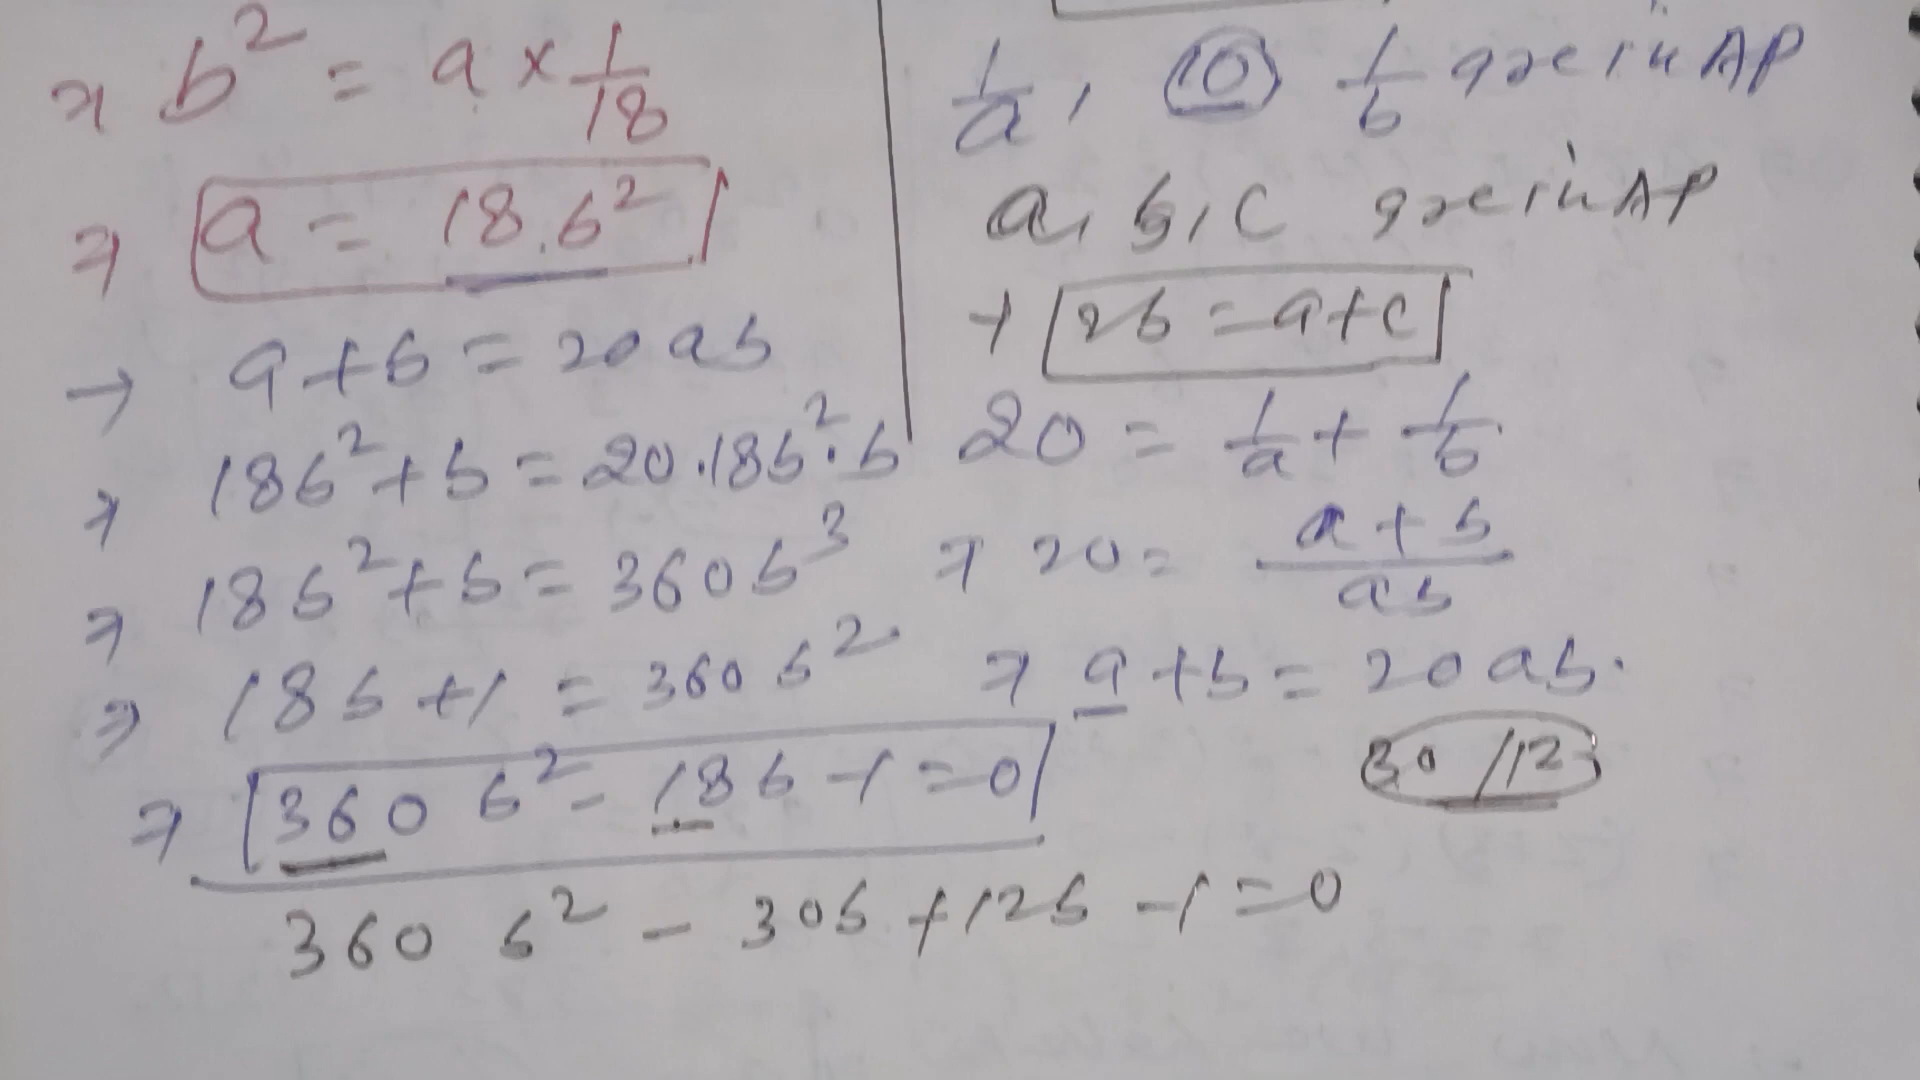 ⇒ b² = a × 1/18
⇒ a = 18.b²
→ a+b = 20ab
⇒ 18b²+b = 20.18b².b
⇒ 18b²+b = 360b³
⇒ 18b+1 = 360b²
⇒ 360b² - 18b - 1 = 0
360b² - 30b + 12b - 1 = 0
1/a, 10 1/b are in AP
a, b, c are in AP
→ 2b = a+c
20 = 1/a + 1/b.
⇒ 20 = a+b/ab
⇒ a+b = 20ab.
30/12